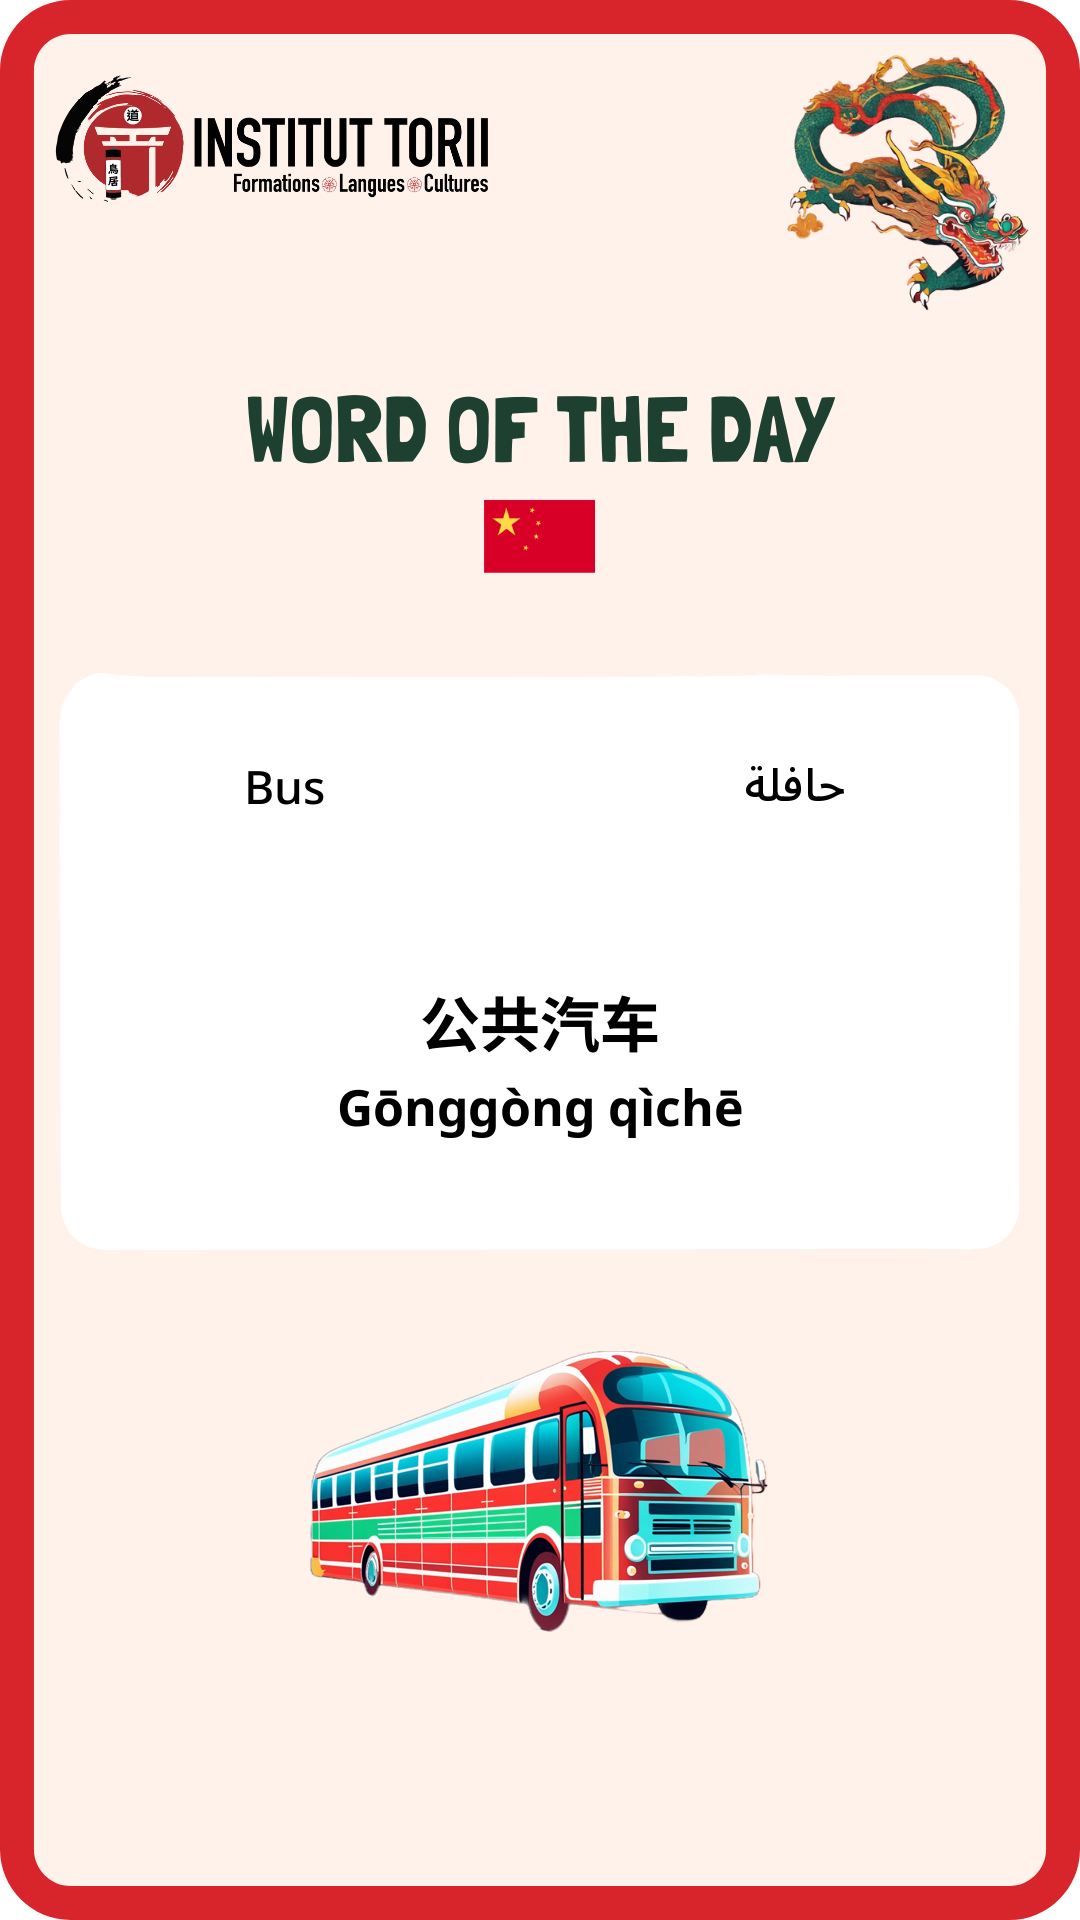 道
鳥居
INSTITUT TORII
Formations Langues Cultures
WORD OF THE DAY
Bus
حافلة
公共汽车
Gōnggòng qìchē